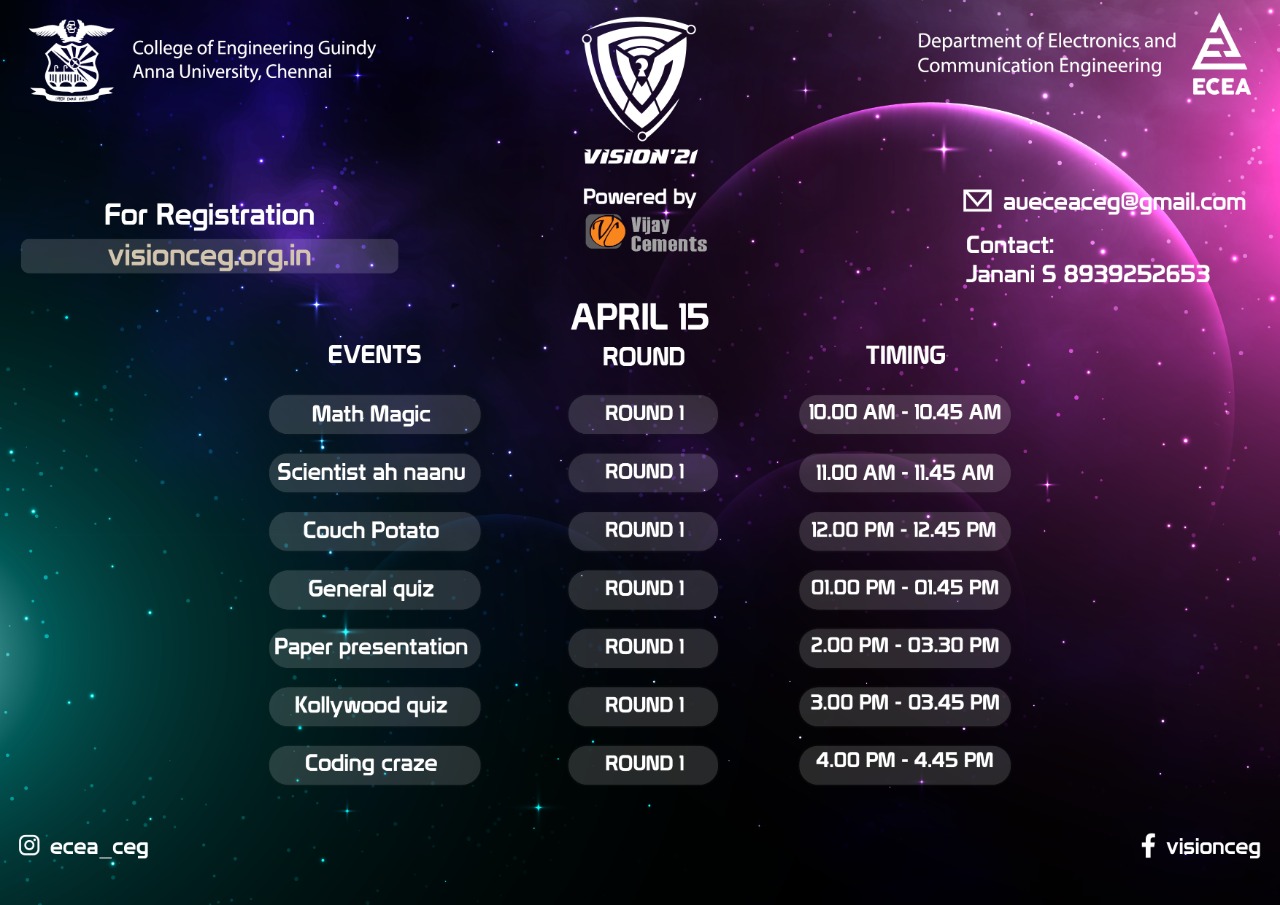 College of Engineering Guindy
Anna University, Chennai
VISION'21
Powered by
Vijay
Cements
Department of Electronics and
Communication Engineering
ECEA
For Registration
visionceg.org.in
aueceaceg@gmail.com
Contact:
Janani S 8939252653
APRIL 15
EVENTS ROUND TIMING
Math Magic ROUND 1 10.00 AM - 10.45 AM
Scientist ah naanu ROUND 1 11.00 AM - 11.45 AM
Couch Potato ROUND 1 12.00 PM - 12.45 PM
General quiz ROUND 1 01.00 PM - 01.45 PM
Paper presentation ROUND 1 2.00 PM - 03.30 PM
Kollywood quiz ROUND 1 3.00 PM - 03.45 PM
Coding craze ROUND 1 4.00 PM - 4.45 PM
ecea_ceg
visionceg